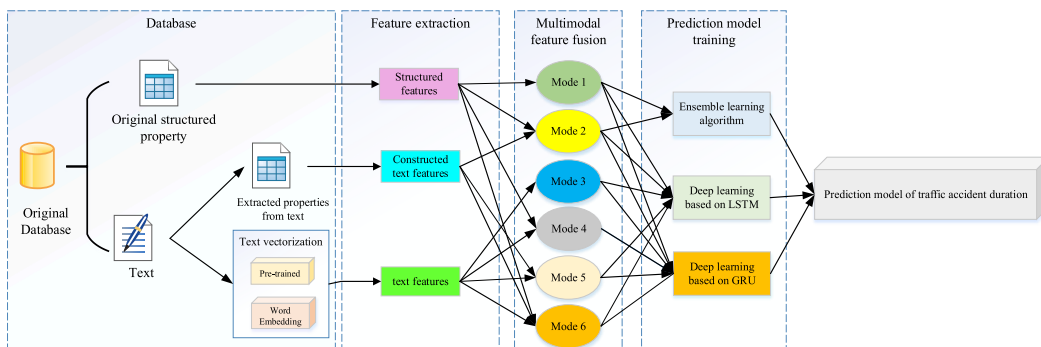 Database
Original
Database
Original structured
property
Text
Extracted properties
from text
Text vectorization
Pre-trained
Word
Embedding
Feature extraction
Structured
features
Constructed
text features
text features
Multimodal
feature fusion
Mode 1
Mode 2
Mode 3
Mode 4
Mode 5
Mode 6
Prediction model
training
Ensemble learning
algorithm
Deep learning
based on LSTM
Deep learning
based on GRU
Prediction model of traffic accident duration